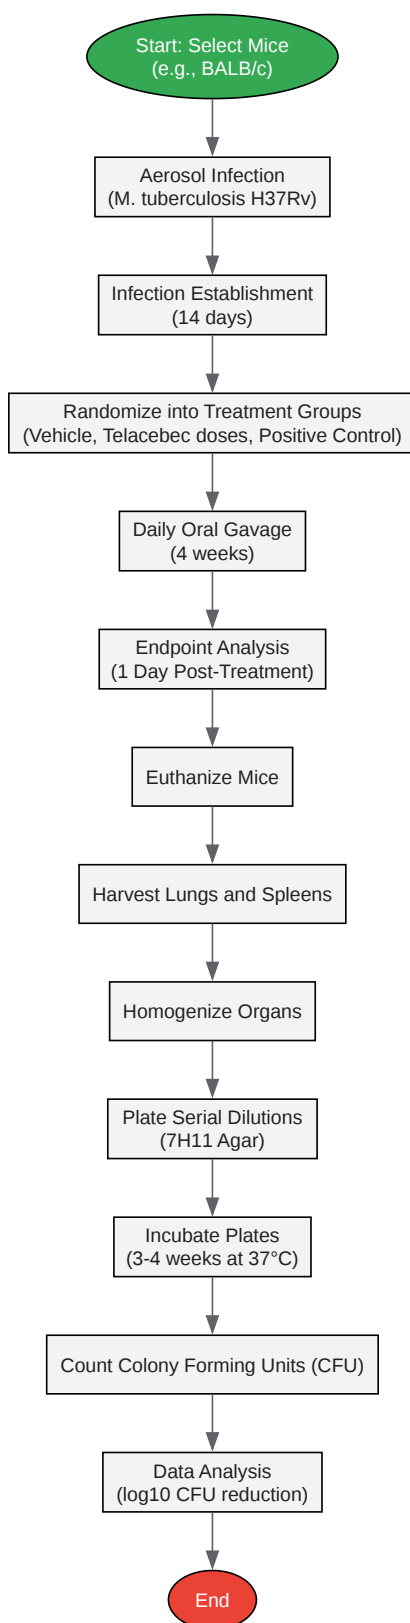 Start: Select Mice
(e.g., BALB/c)
Aerosol Infection
(M. tuberculosis H37Rv)
Infection Establishment
(14 days)
Randomize into Treatment Groups
(Vehicle, Telacebec doses, Positive Control)
Daily Oral Gavage
(4 weeks)
Endpoint Analysis
(1 Day Post-Treatment)
Euthanize Mice
Harvest Lungs and Spleens
Homogenize Organs
Plate Serial Dilutions
(7H11 Agar)
Incubate Plates
(3-4 weeks at 37°C)
Count Colony Forming Units (CFU)
Data Analysis
(log10 CFU reduction)
End